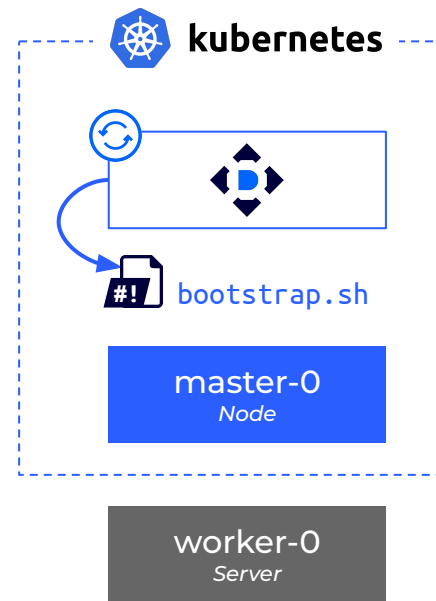 kubernetes
D
#!
bootstrap.sh
master-0
Node
worker-0
Server